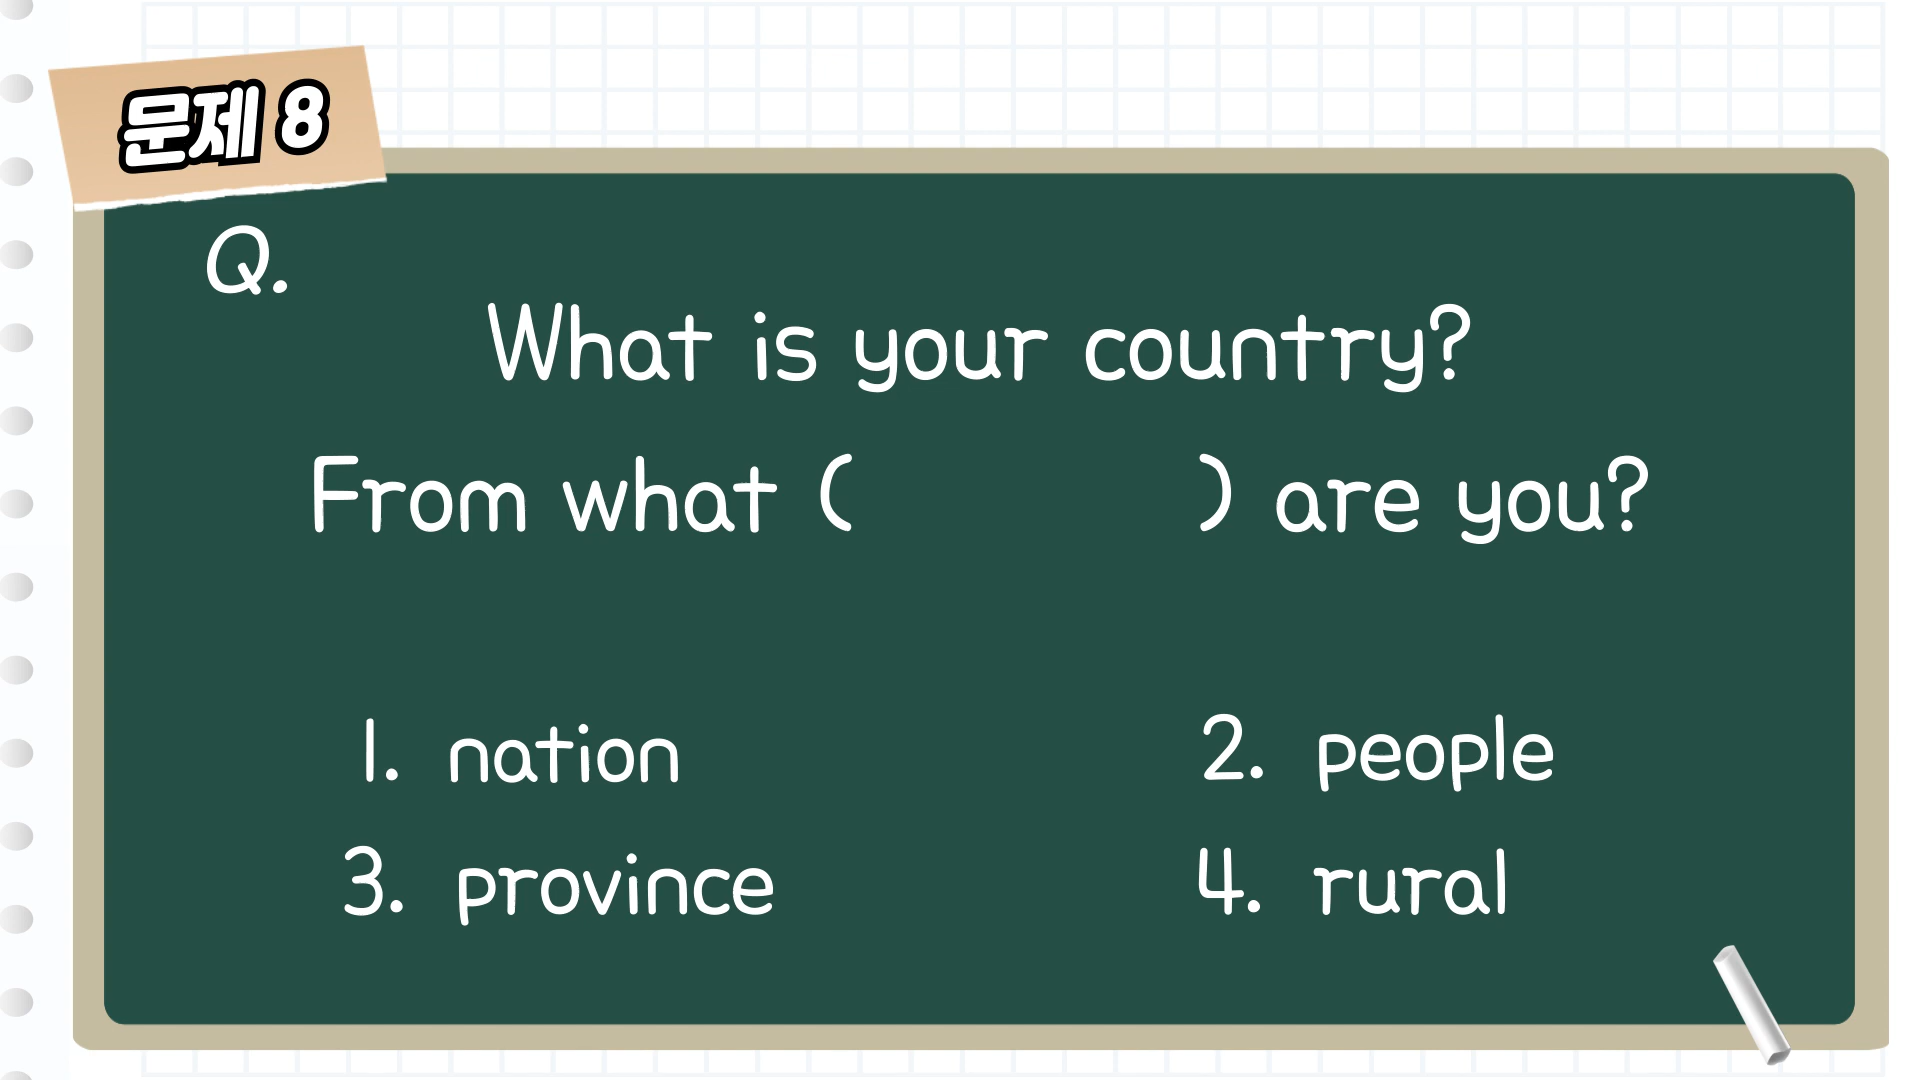 문제 8
Q.
What is your country?
From what ( ) are you?
1. nation 2. people
3. province 4. rural